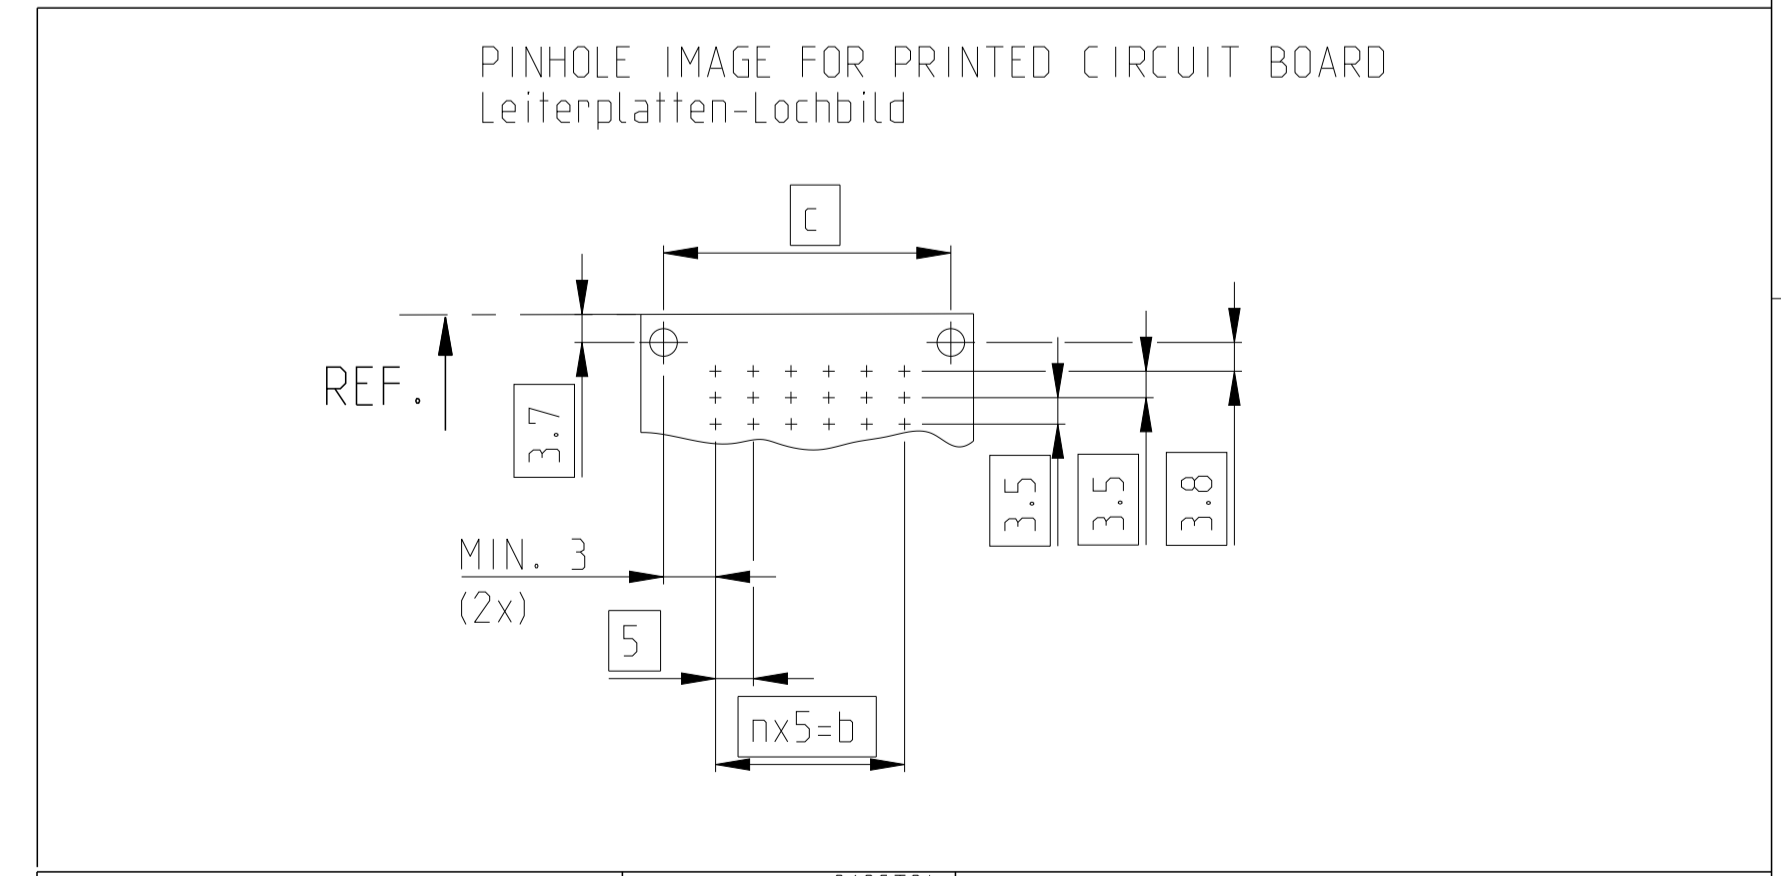 PINHOLE IMAGE FOR PRINTED CIRCUIT BOARD
Leiterplatten-Lochbild
c
REF.
3.7
3.5
3.5
3.8
MIN. 3
(2x)
5
nx5=b